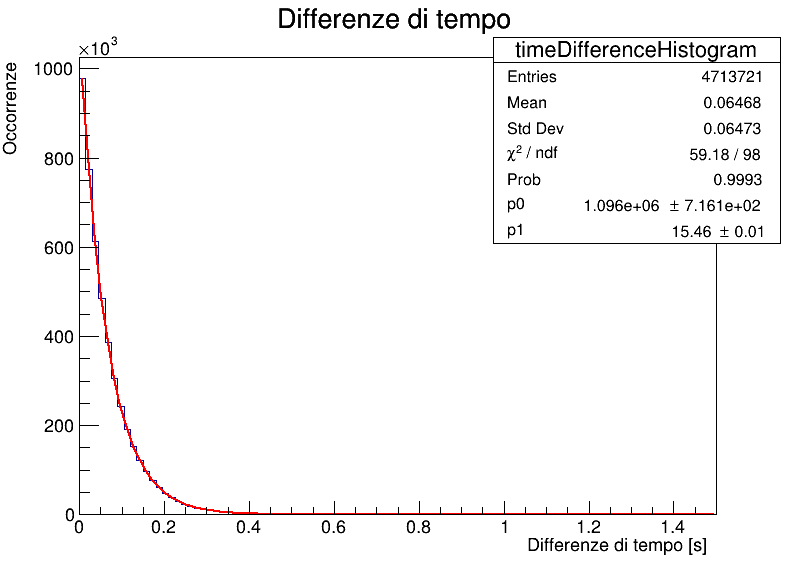 Differenze di tempo
×10³
Occorrenze
1000
800
600
400
200
0
0 0.2 0.4 0.6 0.8 1 1.2 1.4
Differenze di tempo [s]
timeDifferenceHistogram
Entries 4713721
Mean 0.06468
Std Dev 0.06473
χ² / ndf 59.18 / 98
Prob 0.9993
p0 1.096e+06 ± 7.161e+02
p1 15.46 ± 0.01